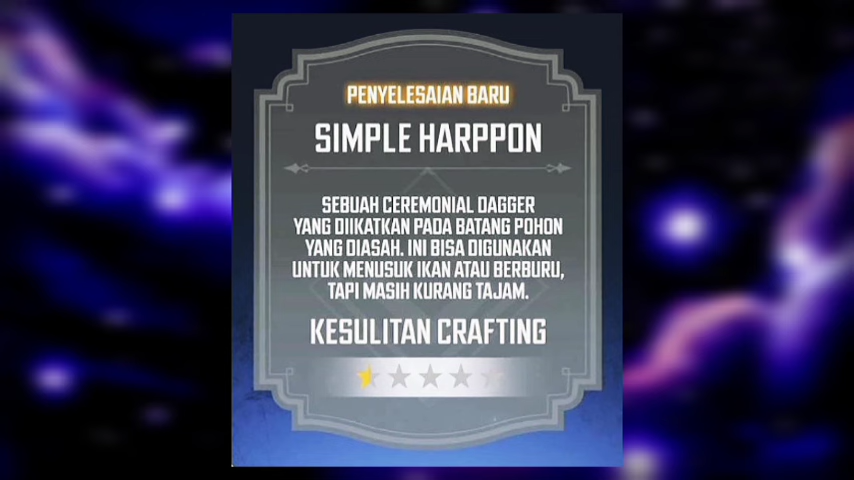 PENYELESAIAN BARU
SIMPLE HARPPON
SEBUAH CEREMONIAL DAGGER
YANG DIIKATKAN PADA BATANG POHON
YANG DIASAH. INI BISA DIGUNAKAN
UNTUK MENUSUK IKAN ATAU BERBURU,
TAPI MASIH KURANG TAJAM.
KESULITAN CRAFTING